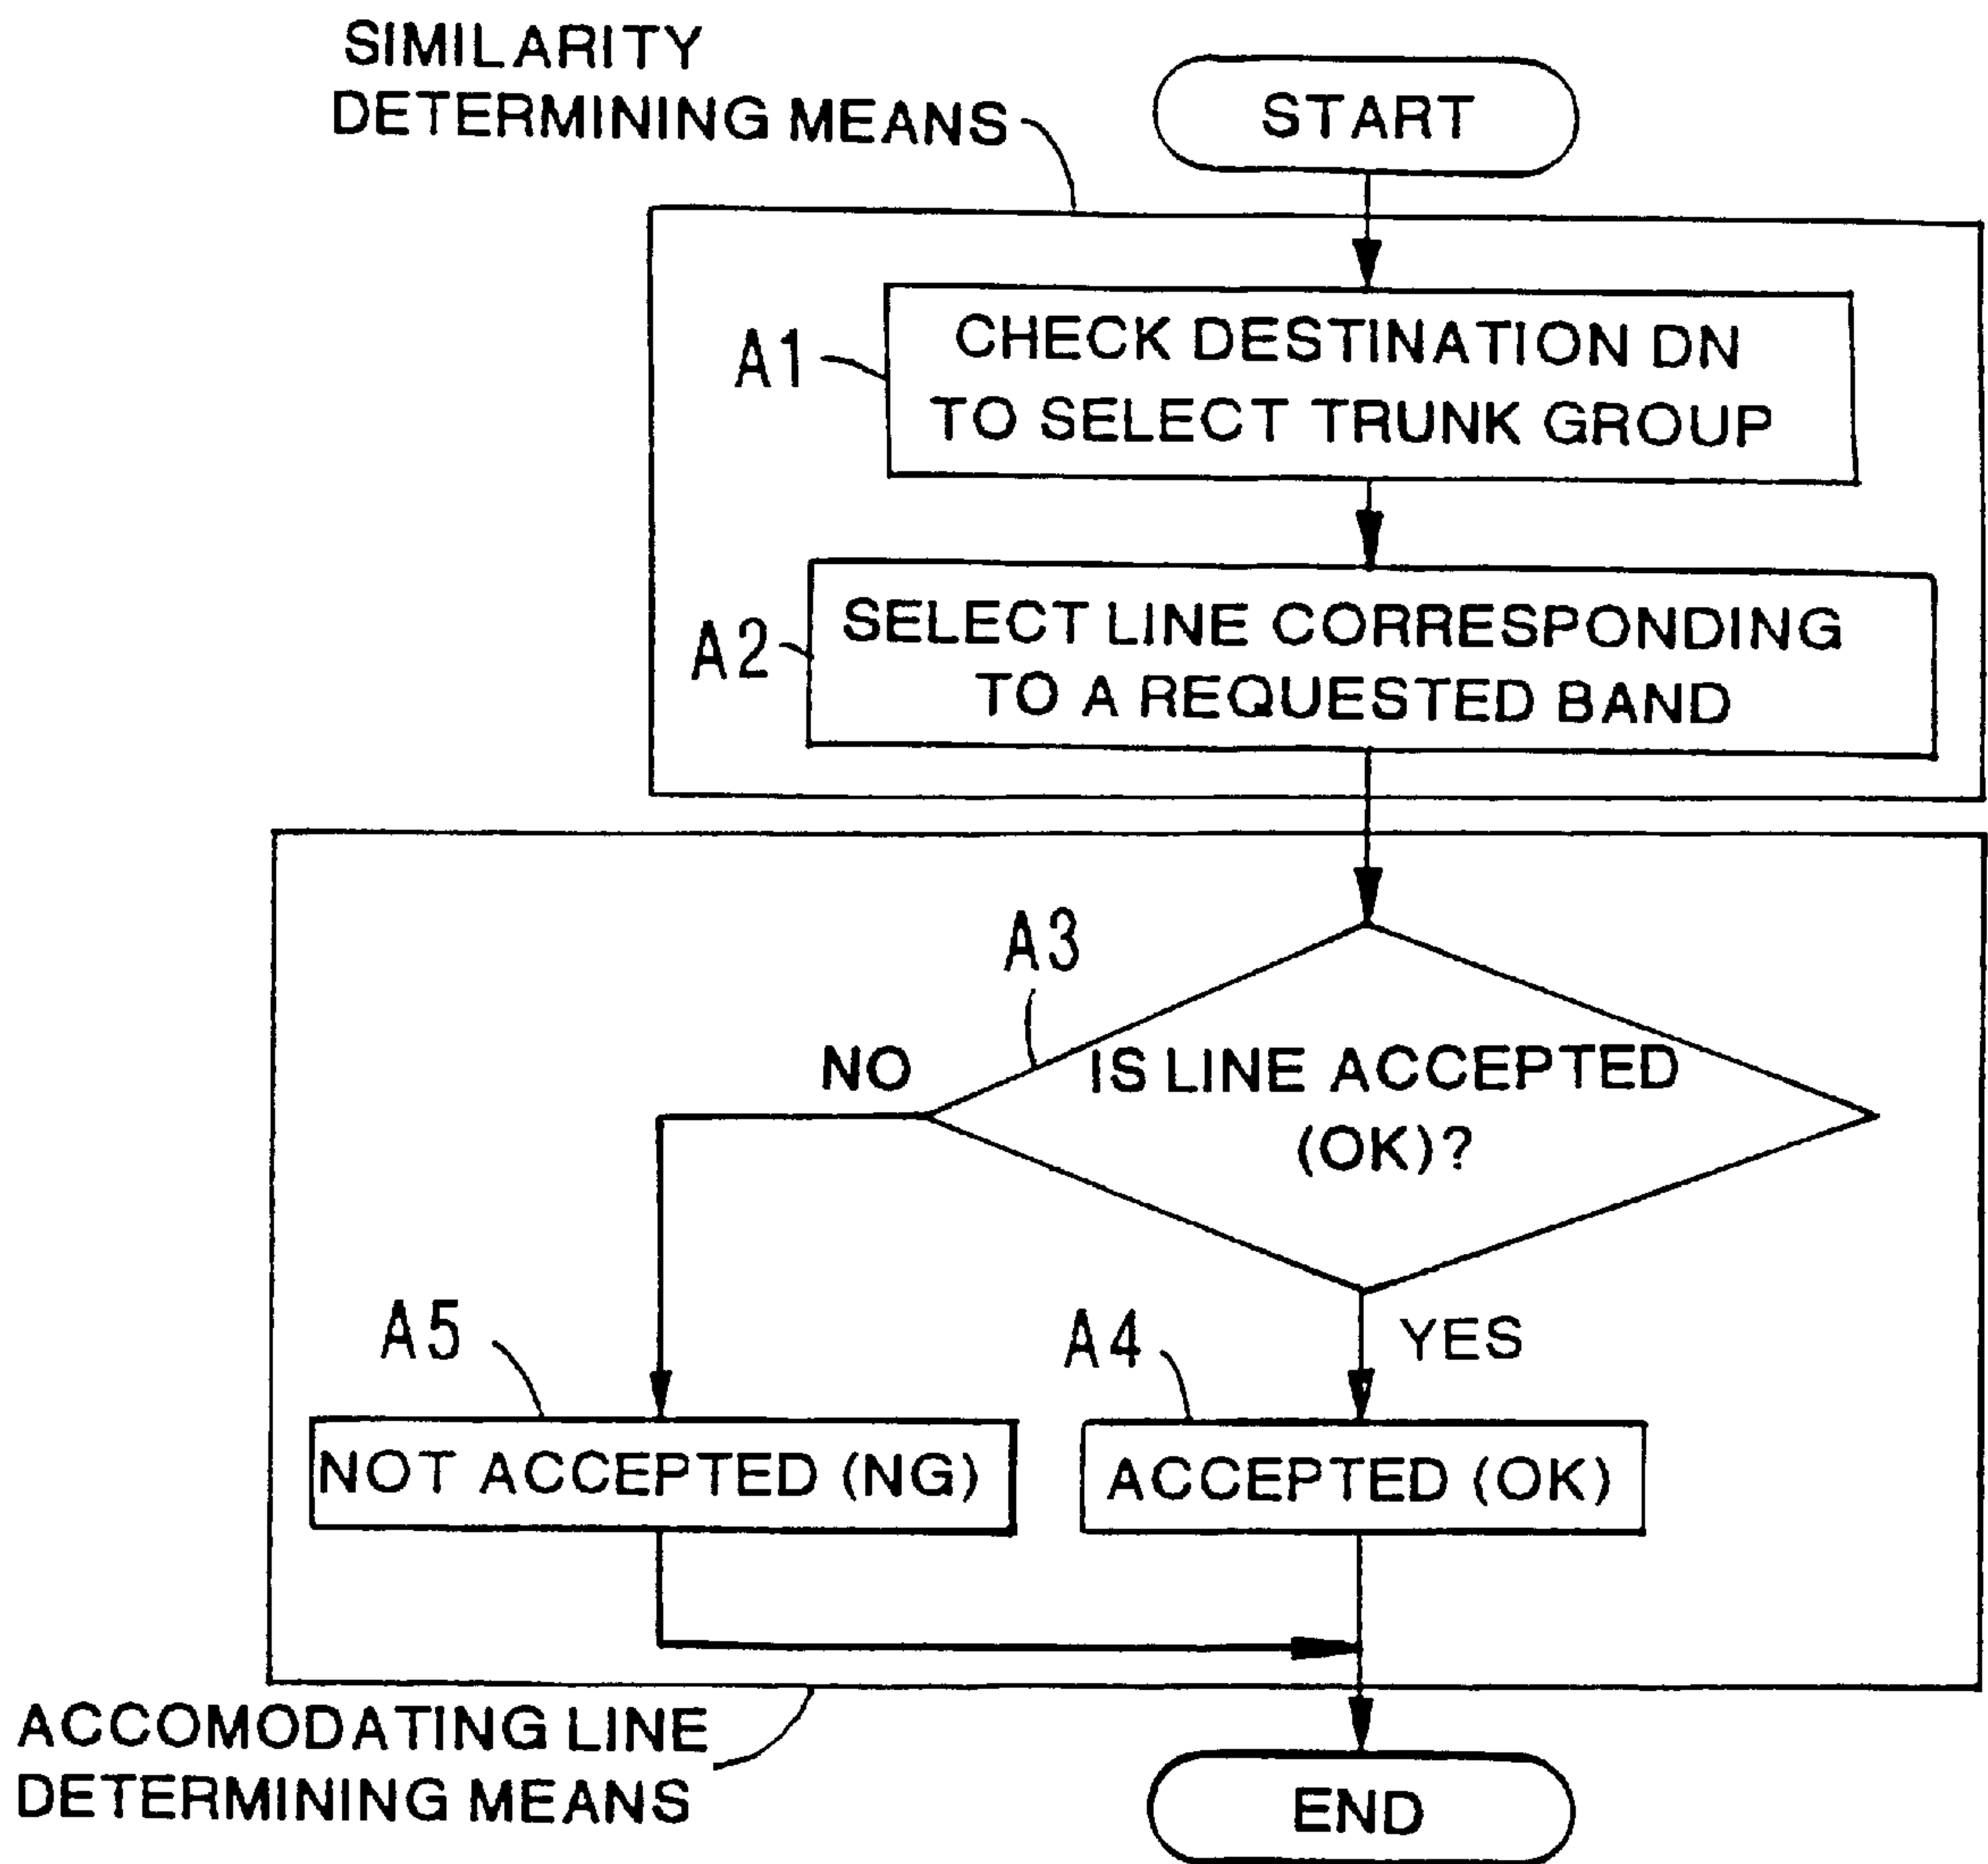 SIMILARITY
DETERMINING MEANS
START
A1
CHECK DESTINATION DN
TO SELECT TRUNK GROUP
A2
SELECT LINE CORRESPONDING
TO A REQUESTED BAND
A3
NO
IS LINE ACCEPTED
(OK)?
A5
A4
YES
NOT ACCEPTED (NG)
ACCEPTED (OK)
ACCOMODATING LINE
DETERMINING MEANS
END